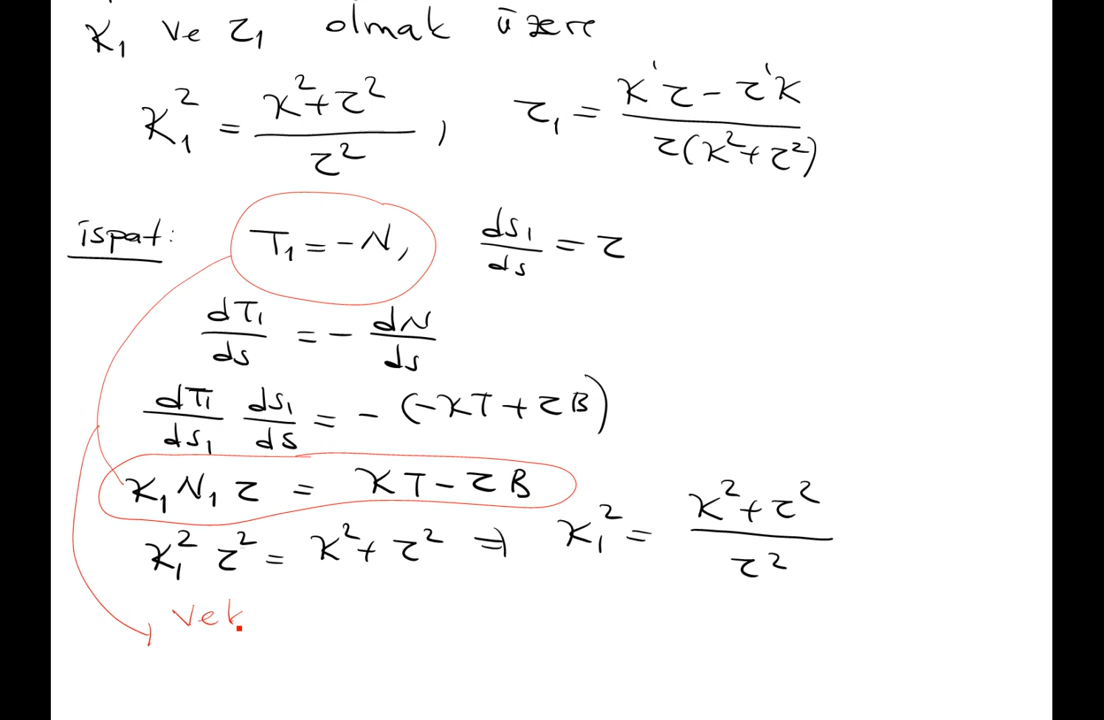 κ₁ ve τ₁ olmak üzere
κ₁² = (κ² + τ²) / τ² , τ₁ = (κ'τ − τ'κ) / (τ(κ² + τ²))
ispat: T₁ = −N, ds₁/ds = τ
dT₁/ds = − dN/ds
dT₁/ds₁ ds₁/ds = − (−κT + τB)
κ₁ N₁ τ = κT − τB
κ₁² τ² = κ² + τ² ⇒ κ₁² = (κ² + τ²) / τ²
vek